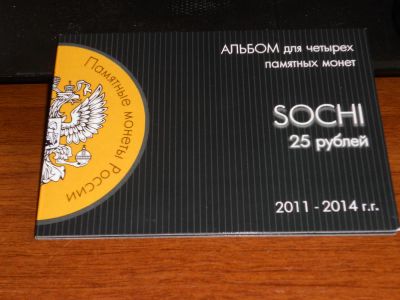 АЛЬБОМ для четырех
памятных монет
Памятные монеты России
SOCHI
25 рублей
2011 - 2014 г.г.